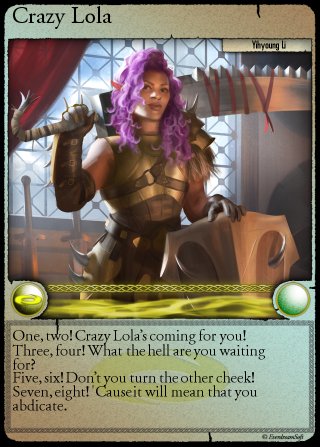 Crazy Lola
Yihyoung Li
One, two! Crazy Lola's coming for you!
Three, four! What the hell are you waiting
for?
Five, six! Don't you turn the other cheek!
Seven, eight! 'Cause it will mean that you
abdicate.
© EverdreamSoft